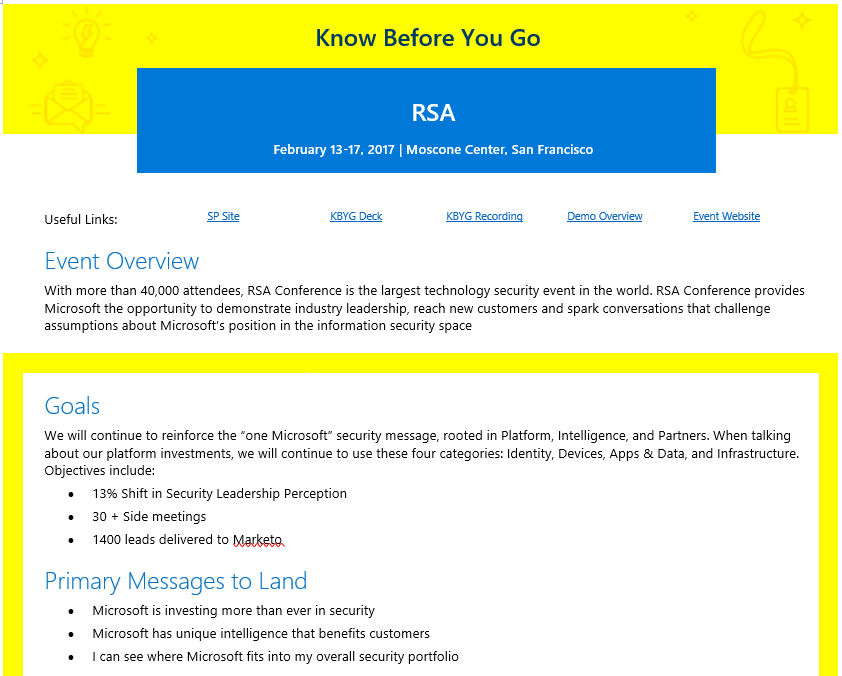 Know Before You Go
RSA
February 13-17, 2017 | Moscone Center, San Francisco
Useful Links: SP Site KBYG Deck KBYG Recording Demo Overview Event Website
Event Overview
With more than 40,000 attendees, RSA Conference is the largest technology security event in the world. RSA Conference provides
Microsoft the opportunity to demonstrate industry leadership, reach new customers and spark conversations that challenge
assumptions about Microsoft's position in the information security space
Goals
We will continue to reinforce the “one Microsoft” security message, rooted in Platform, Intelligence, and Partners. When talking
about our platform investments, we will continue to use these four categories: Identity, Devices, Apps & Data, and Infrastructure.
Objectives include:
• 13% Shift in Security Leadership Perception
• 30 + Side meetings
• 1400 leads delivered to Marketo
Primary Messages to Land
• Microsoft is investing more than ever in security
• Microsoft has unique intelligence that benefits customers
• I can see where Microsoft fits into my overall security portfolio